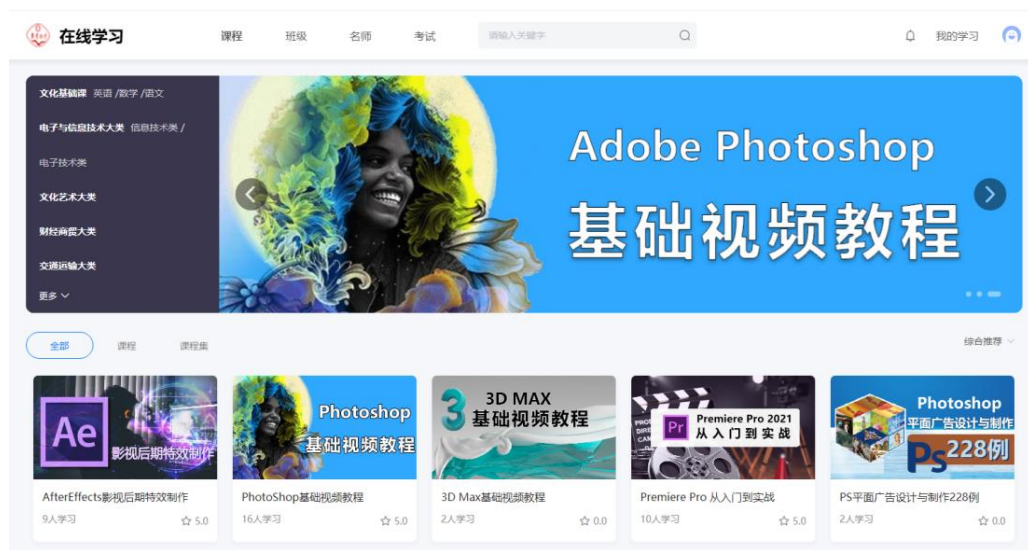 在线学习
课程 班级 名师 考试 请输入关键字 我的学习
文化基础课 英语 /数学 /语文
电子与信息技术大类 信息技术类 /
电子技术类
文化艺术大类
财经商贸大类
交通运输大类
更多
Adobe Photoshop
基础视频教程
全部 课程 课程集 综合推荐
Ae
影视后期特效制作
Photoshop
基础视频教程
3
3D MAX
基础视频教程
Pr
Premiere Pro 2021
从入门到实战
Photoshop
平面广告设计与制作
Ps 228例
AfterEffects影视后期特效制作
9人学习 5.0
PhotoShop基础视频教程
16人学习 5.0
3D Max基础视频教程
2人学习 0.0
Premiere Pro 从入门到实战
10人学习 5.0
PS平面广告设计与制作228例
2人学习 0.0